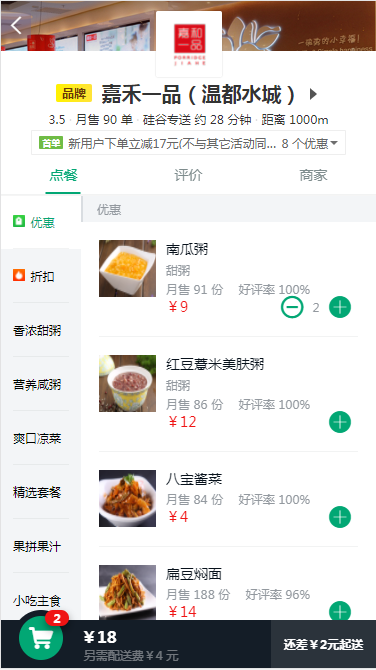 嘉和
一品
一碗粥的小幸福!
品牌 嘉禾一品（温都水城）
3.5 · 月售 90 单 · 硅谷专送 约 28 分钟 · 距离 1000m
首单 新用户下单立减17元(不与其它活动同... 8 个优惠
点餐 评价 商家
优惠
优惠
折扣
香浓甜粥
营养咸粥
爽口凉菜
精选套餐
果拼果汁
小吃主食
南瓜粥
甜粥
月售 91 份 好评率 100%
￥9
2
红豆薏米美肤粥
甜粥
月售 86 份 好评率 100%
￥12
八宝酱菜
月售 84 份 好评率 100%
￥4
扁豆焖面
月售 188 份 好评率 96%
￥14
2
￥18
另需配送费￥4 元
还差￥2元起送